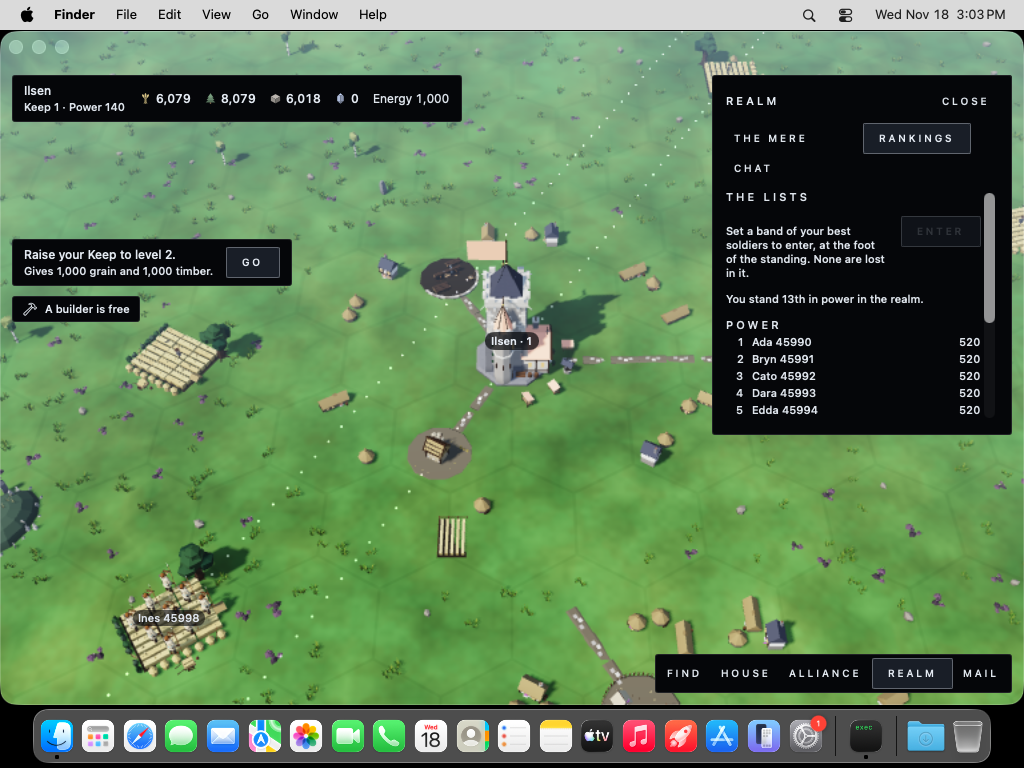 Finder File Edit View Go Window Help
Wed Nov 18 3:03 PM
Ilsen
Keep 1 · Power 140
6,079
8,079
6,018
0
Energy 1,000
Raise your Keep to level 2.
Gives 1,000 grain and 1,000 timber.
GO
A builder is free
Ilsen · 1
Ines 45998
REALM
CLOSE
THE MERE
RANKINGS
CHAT
THE LISTS
Set a band of your best
soldiers to enter, at the foot
of the standing. None are lost
in it.
ENTER
You stand 13th in power in the realm.
POWER
1 Ada 45990 520
2 Bryn 45991 520
3 Cato 45992 520
4 Dara 45993 520
5 Edda 45994 520
FIND HOUSE ALLIANCE REALM MAIL
Wed
18
tv
1
exec